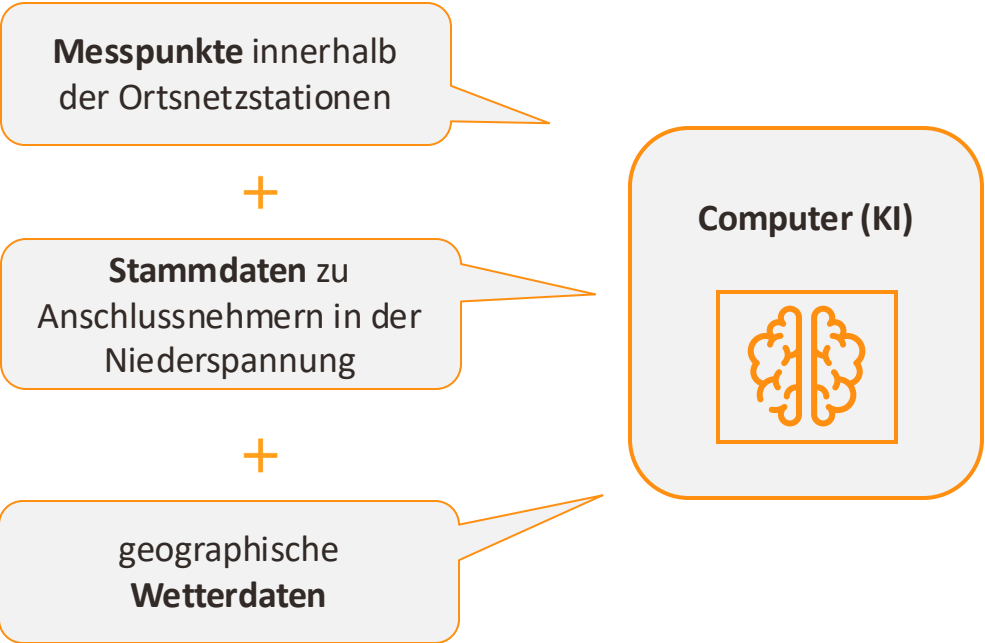 Messpunkte innerhalb
der Ortsnetzstationen
+
Stammdaten zu
Anschlussnehmern in der
Niederspannung
+
geographische
Wetterdaten
Computer (KI)